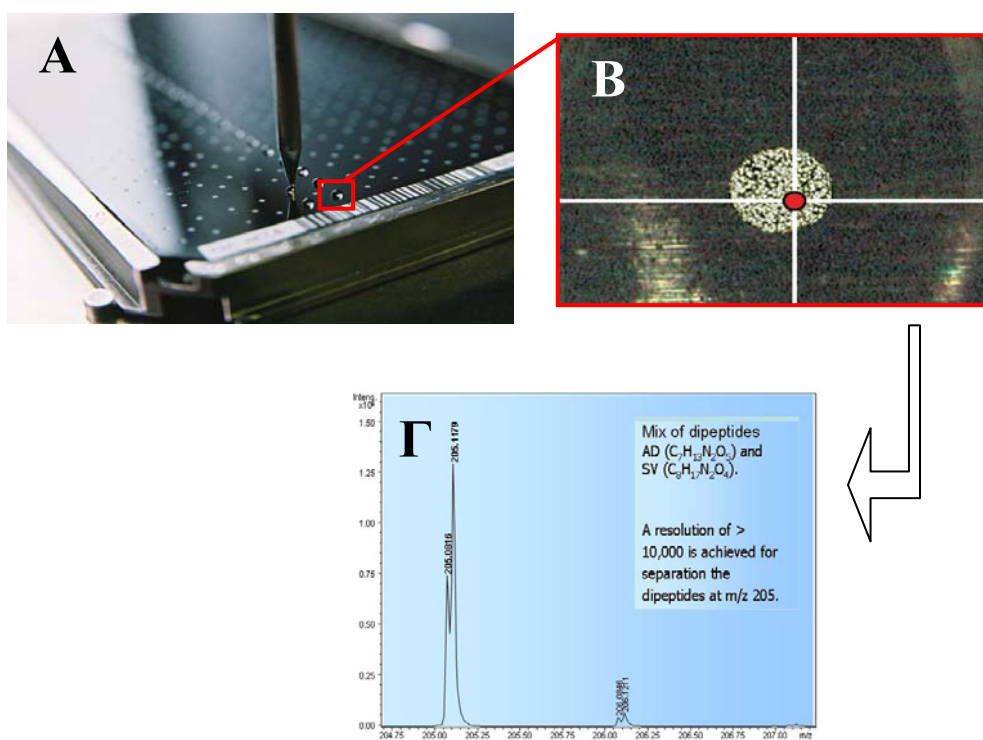 A
B
Intens.
x10
Γ
1.50
1.25
1.00
0.75
0.50
0.25
0.00
205.0816
205.1179
206.1211
Mix of dipeptides
AD (C₇H₁₃N₂O₅) and
SV (C₈H₁₇N₂O₄).
A resolution of >
10,000 is achieved for
separation the
dipeptides at m/z 205.
204.75 205.00 205.25 205.50 205.75 206.00 206.25 206.50 206.75 207.00 m/z